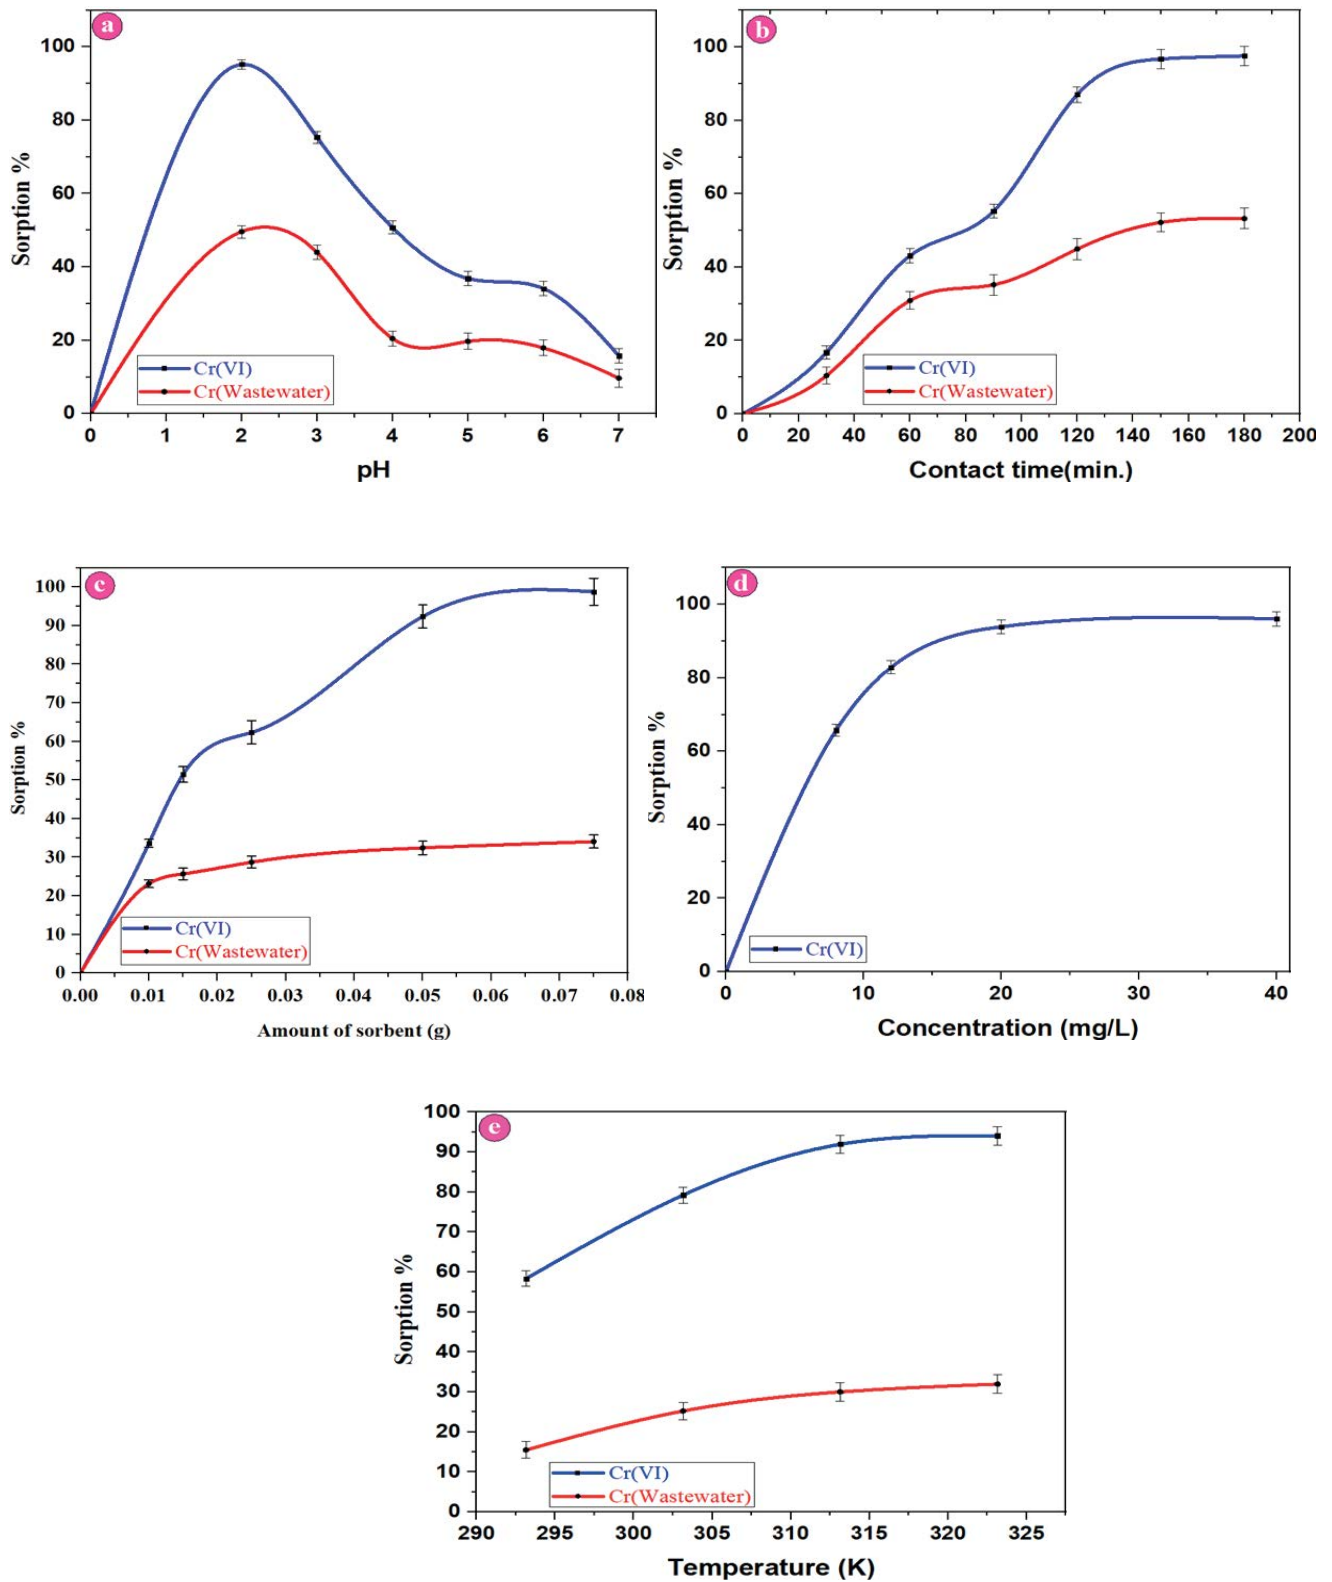 a
Sorption %
100
80
60
40
20
0
Cr(VI)
Cr(Wastewater)
0 1 2 3 4 5 6 7
pH
b
Sorption %
100
80
60
40
20
0
Cr(VI)
Cr(Wastewater)
0 20 40 60 80 100 120 140 160 180 200
Contact time(min.)
c
Sorption %
100
90
80
70
60
50
40
30
20
10
0
Cr(VI)
Cr(Wastewater)
0.00 0.01 0.02 0.03 0.04 0.05 0.06 0.07 0.08
Amount of sorbent (g)
d
Sorption %
100
80
60
40
20
0
Cr(VI)
0 10 20 30 40
Concentration (mg/L)
e
Sorption %
100
90
80
70
60
50
40
30
20
10
0
Cr(VI)
Cr(Wastewater)
290 295 300 305 310 315 320 325
Temperature (K)